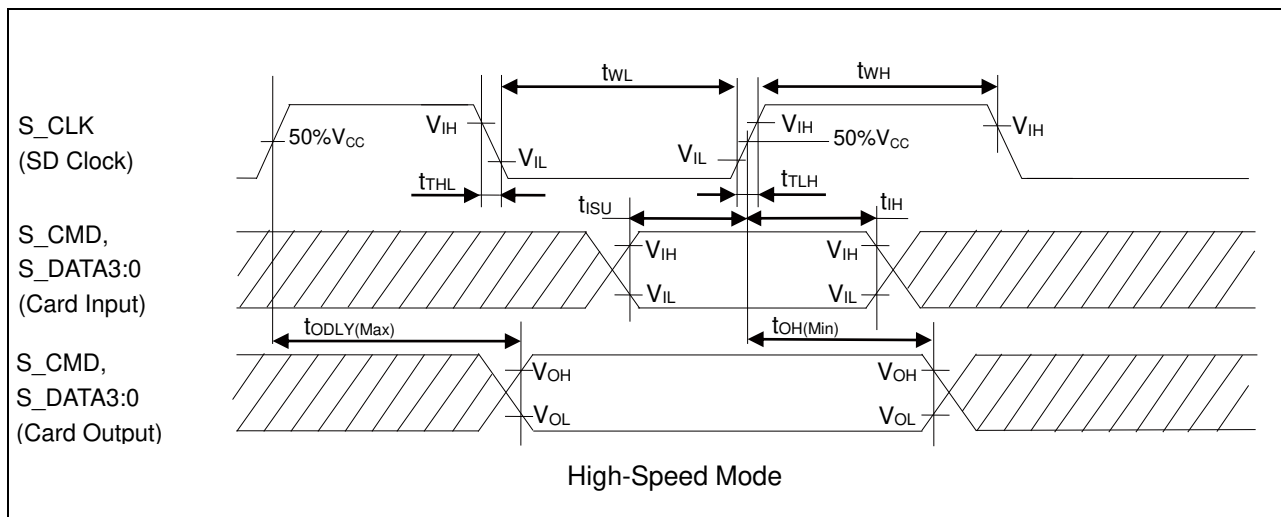 tWL
tWH
S_CLK
(SD Clock)
50%VCC
VIH
VIL
VIL
VIH
50%VCC
VIH
tTHL
tTLH
tISU
tIH
S_CMD,
S_DATA3:0
(Card Input)
VIH
VIL
VIH
VIL
tODLY(Max)
tOH(Min)
S_CMD,
S_DATA3:0
(Card Output)
VOH
VOL
VOH
VOL
High-Speed Mode